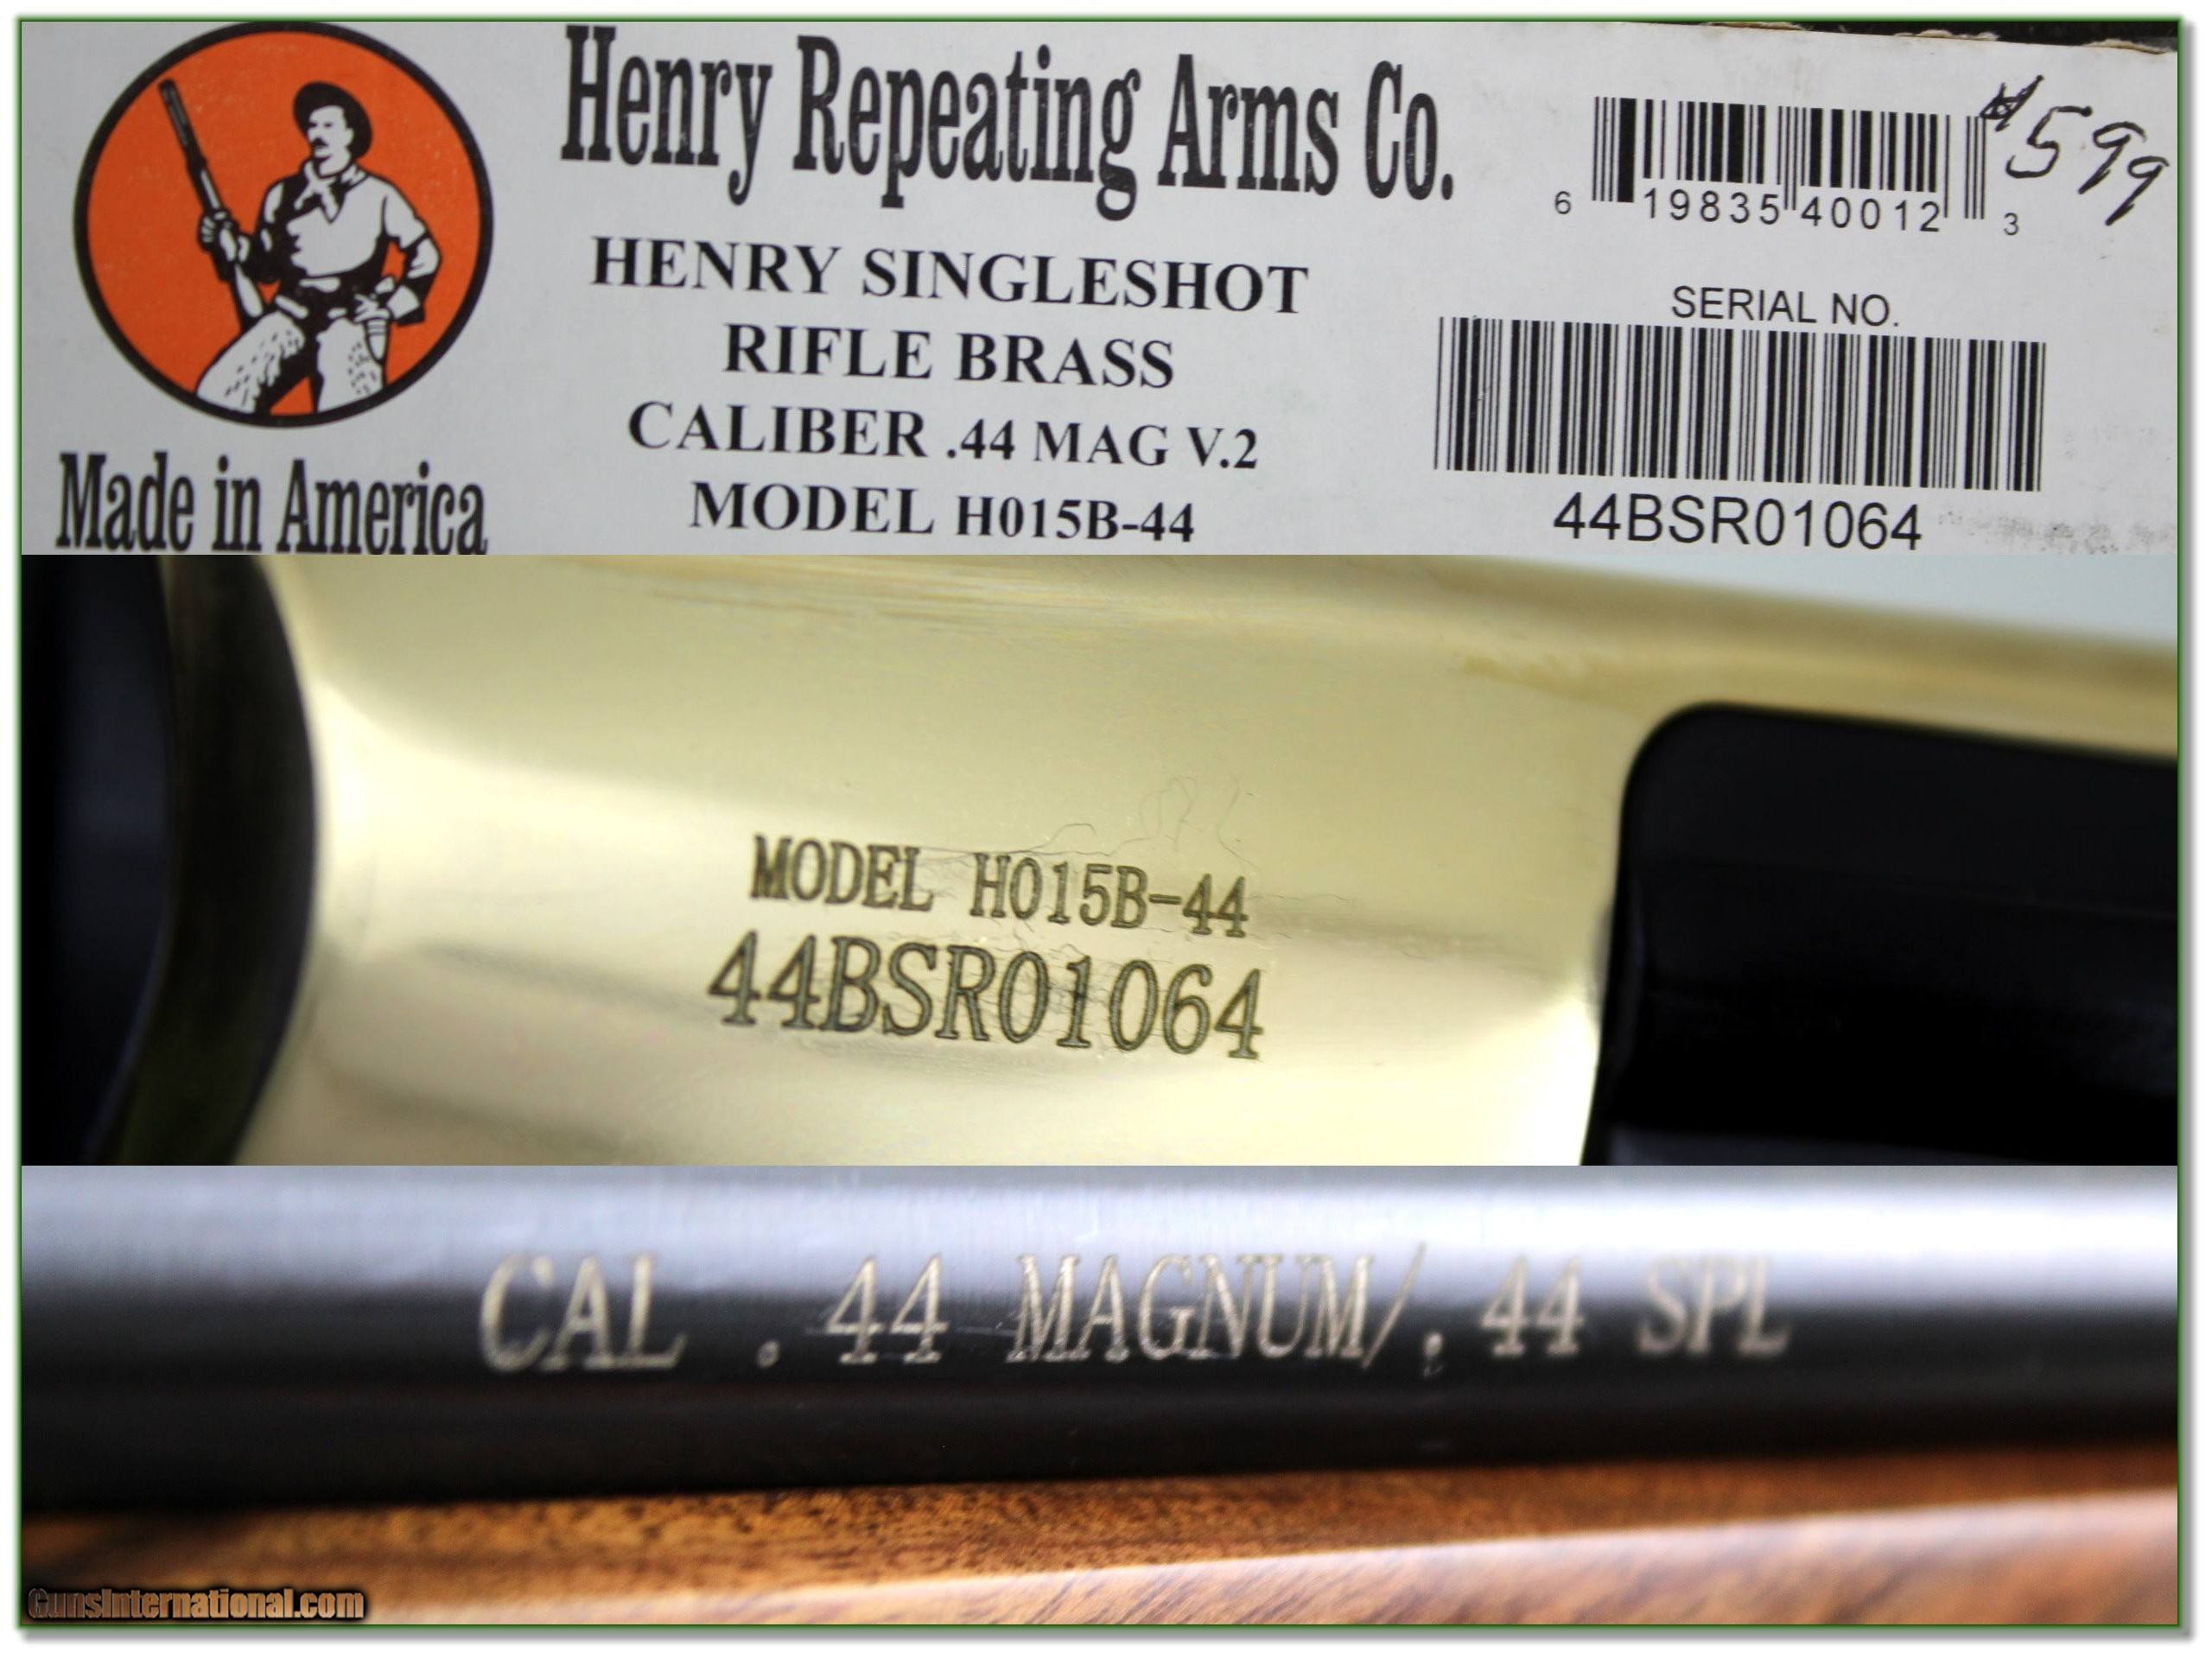 Henry Repeating Arms Co.
HENRY SINGLESHOT
RIFLE BRASS
CALIBER .44 MAG V.2
MODEL H015B-44
Made in America
$599
6 19835 40012 3
SERIAL NO.
44BSR01064
MODEL H015B-44
44BSR01064
CAL .44 MAGNUM/.44 SPL
GunsInternational.com